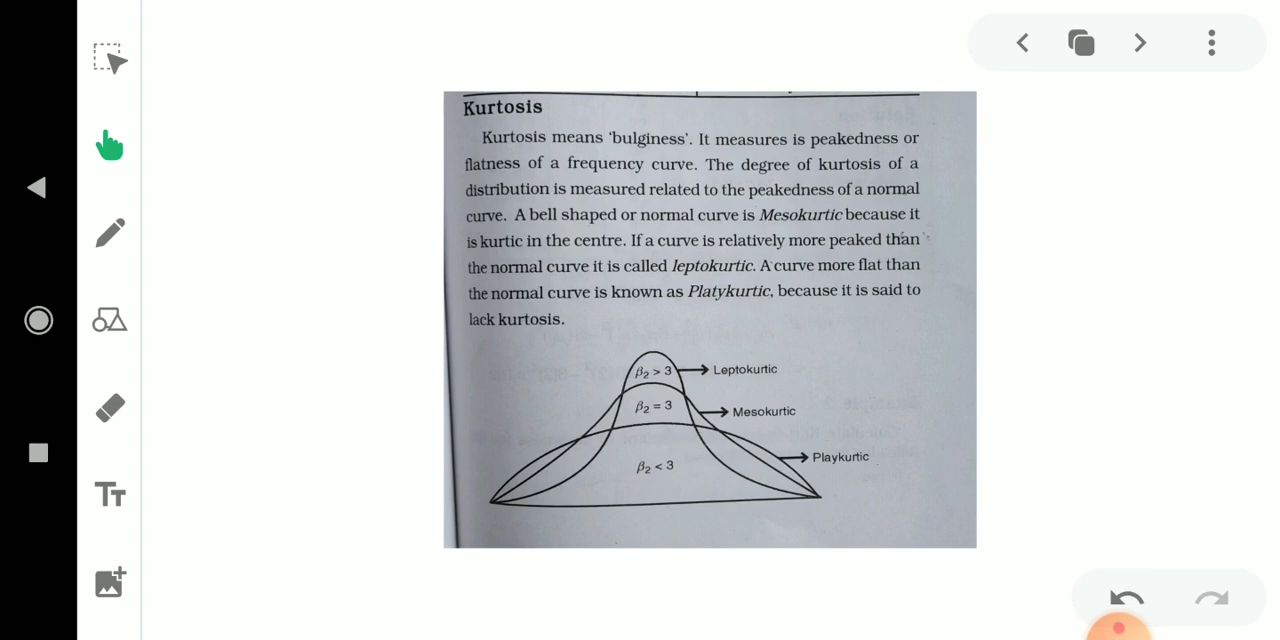 Kurtosis
Kurtosis means 'bulginess'. It measures is peakedness or
flatness of a frequency curve. The degree of kurtosis of a
distribution is measured related to the peakedness of a normal
curve. A bell shaped or normal curve is Mesokurtic because it
is kurtic in the centre. If a curve is relatively more peaked than
the normal curve it is called leptokurtic. A curve more flat than
the normal curve is known as Platykurtic, because it is said to
lack kurtosis.
β₂ > 3 Leptokurtic
β₂ = 3 Mesokurtic
β₂ < 3 Playkurtic
TT